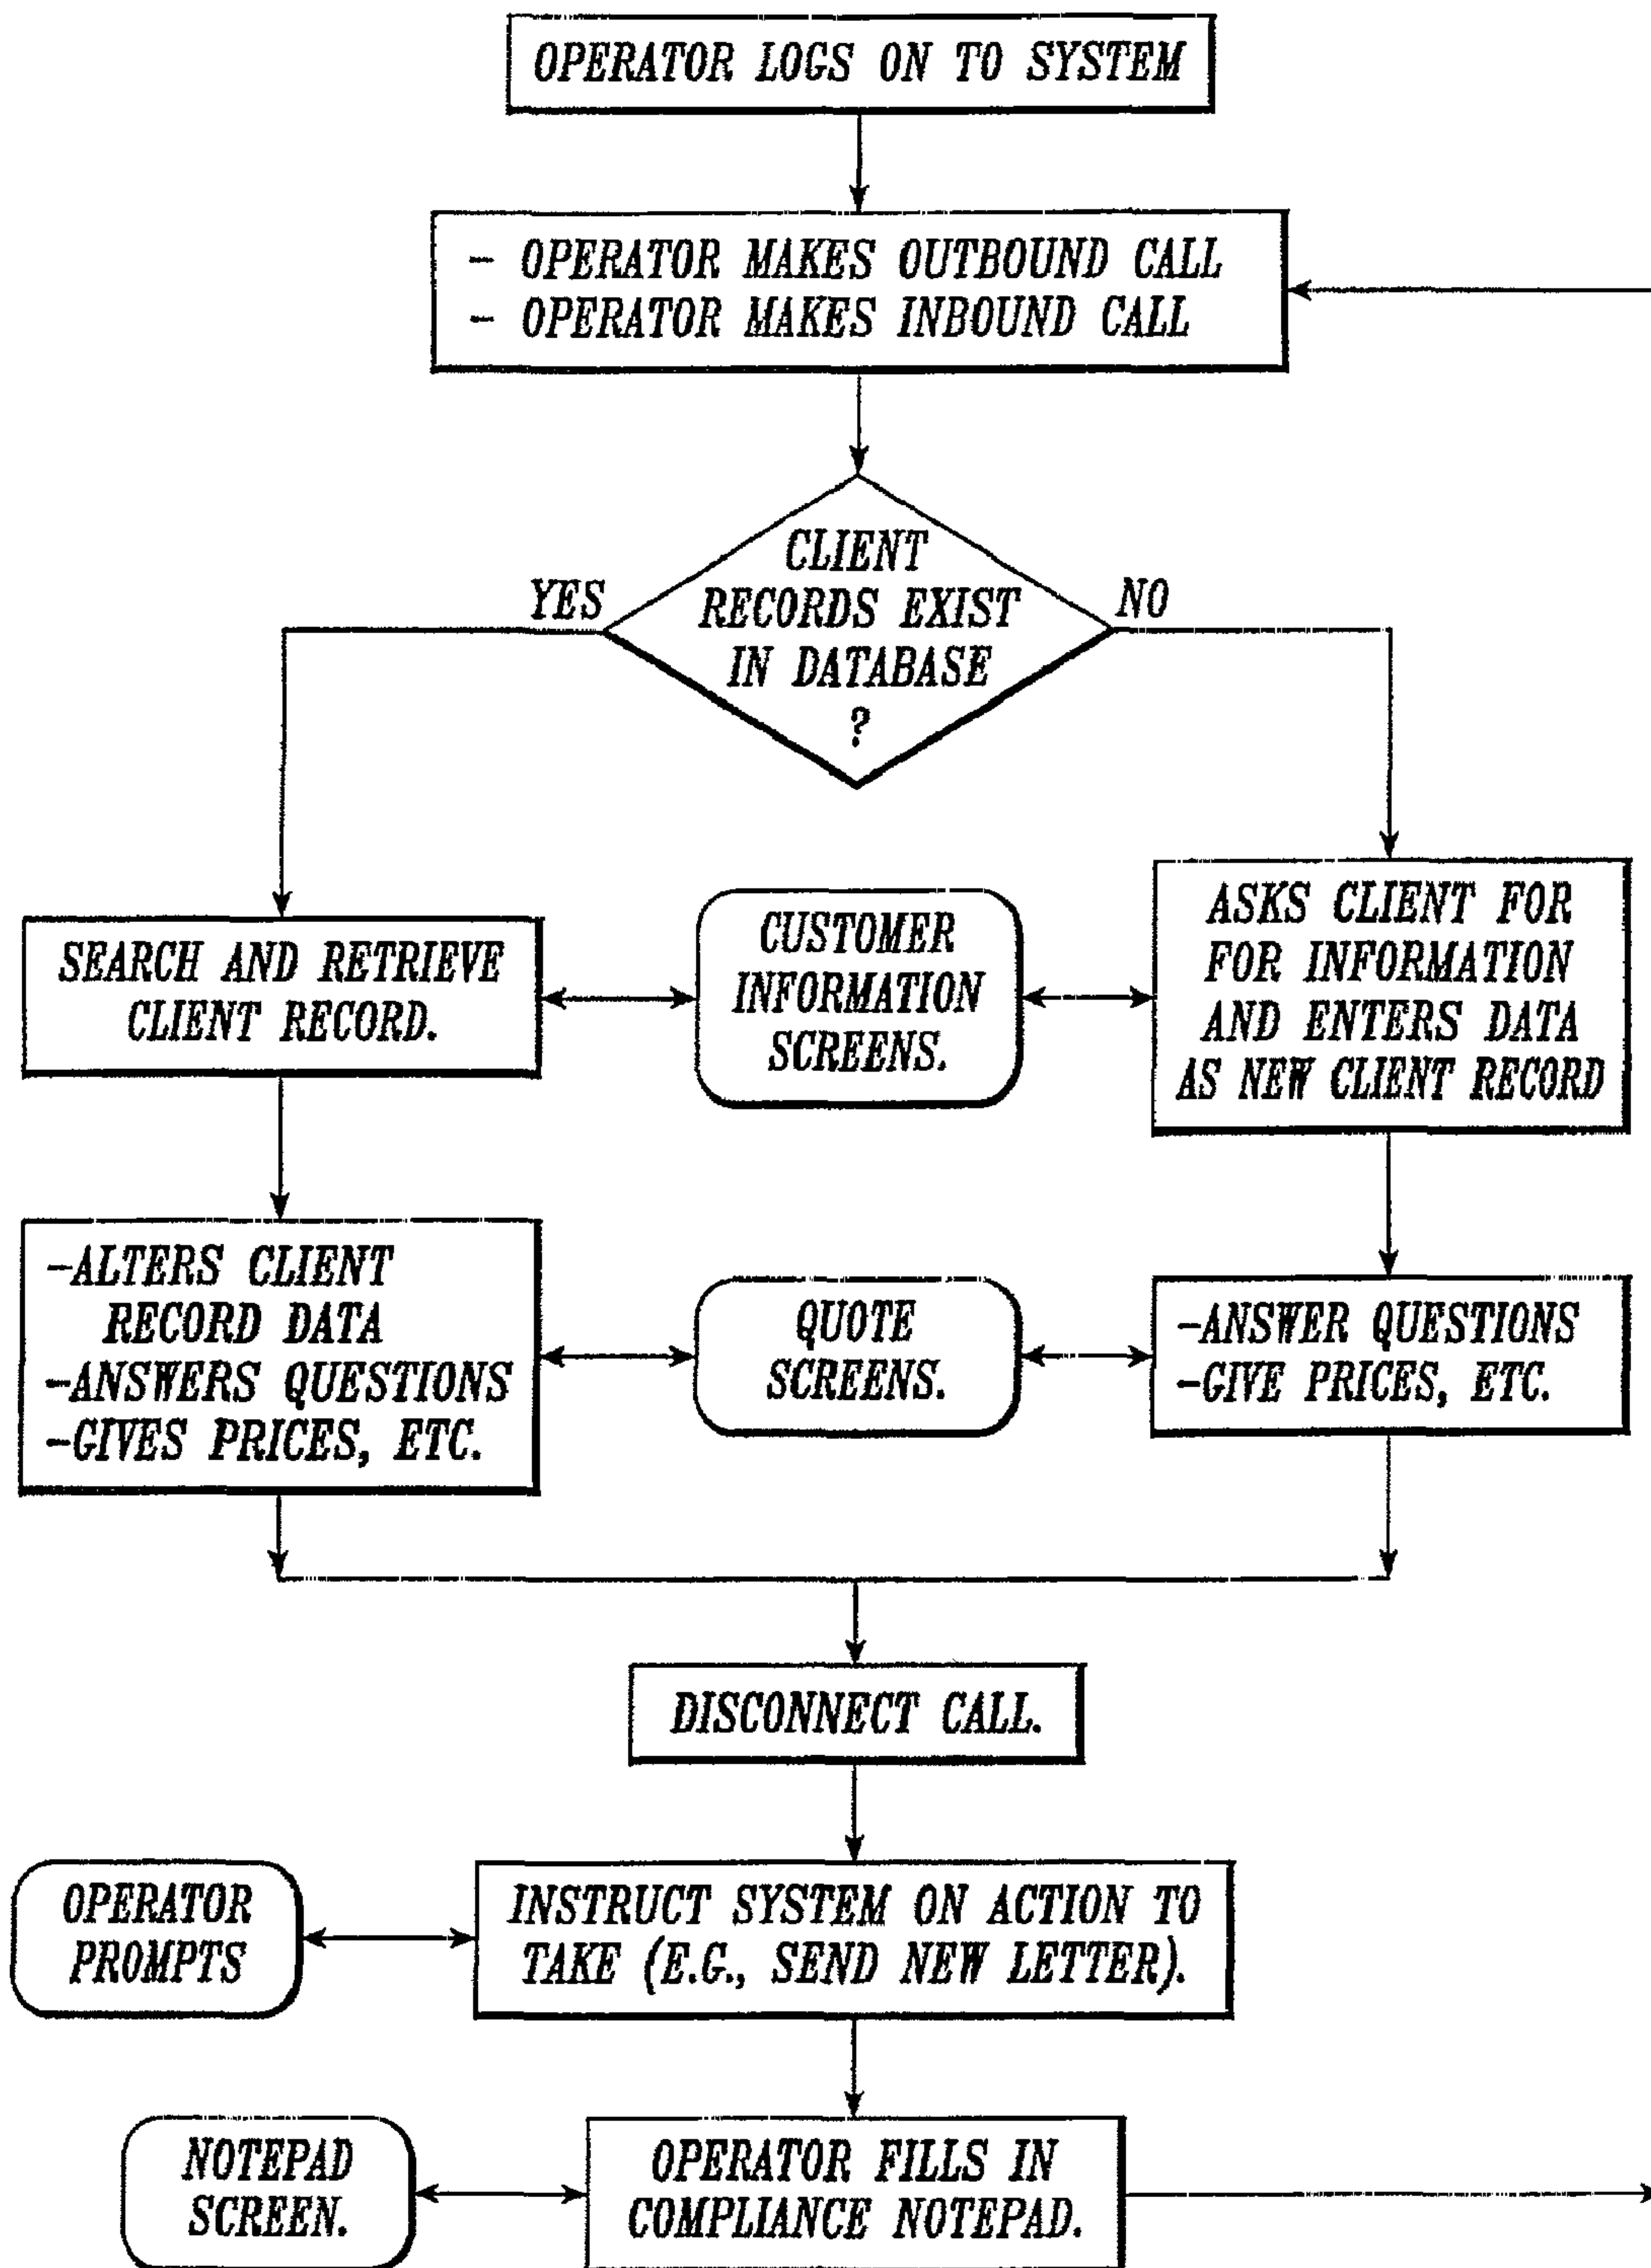 OPERATOR LOGS ON TO SYSTEM
- OPERATOR MAKES OUTBOUND CALL
- OPERATOR MAKES INBOUND CALL
CLIENT
RECORDS EXIST
IN DATABASE
?
YES
NO
SEARCH AND RETRIEVE
CLIENT RECORD.
CUSTOMER
INFORMATION
SCREENS.
ASKS CLIENT FOR
FOR INFORMATION
AND ENTERS DATA
AS NEW CLIENT RECORD
-ALTERS CLIENT
RECORD DATA
-ANSWERS QUESTIONS
-GIVES PRICES, ETC.
QUOTE
SCREENS.
-ANSWER QUESTIONS
-GIVE PRICES, ETC.
DISCONNECT CALL.
OPERATOR
PROMPTS
INSTRUCT SYSTEM ON ACTION TO
TAKE (E.G., SEND NEW LETTER).
NOTEPAD
SCREEN.
OPERATOR FILLS IN
COMPLIANCE NOTEPAD.